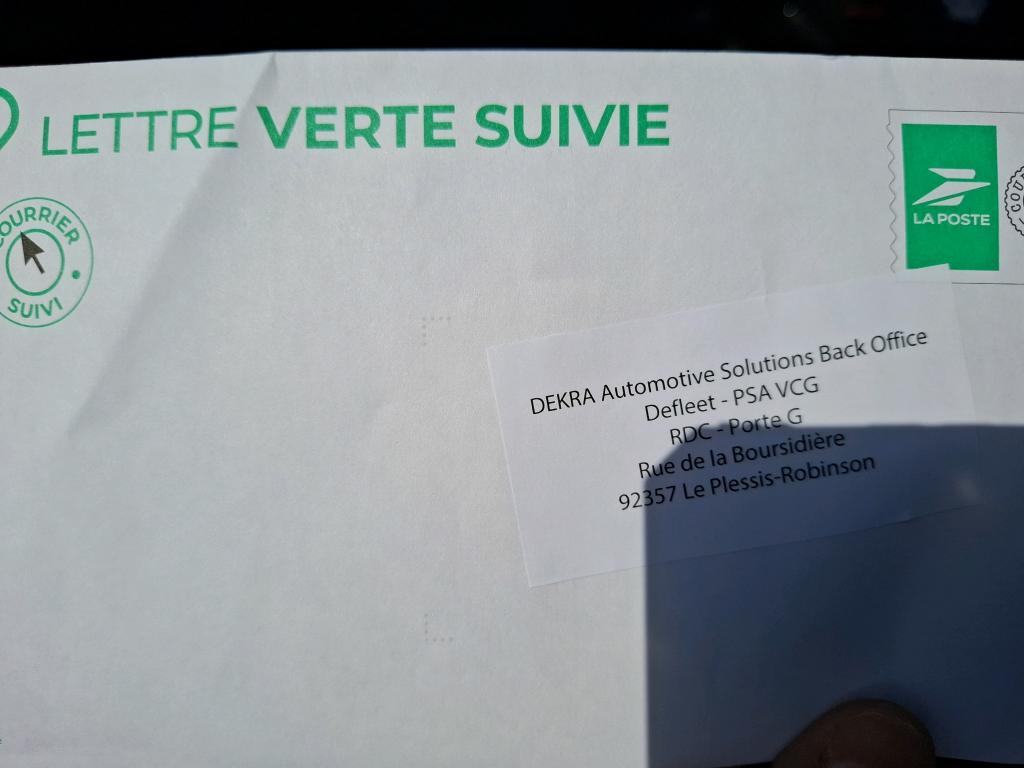 LETTRE VERTE SUIVIE
COURRIER
SUIVI
LA POSTE
DEKRA Automotive Solutions Back Office
Defleet - PSA VCG
RDC - Porte G
Rue de la Boursidière
92357 Le Plessis-Robinson